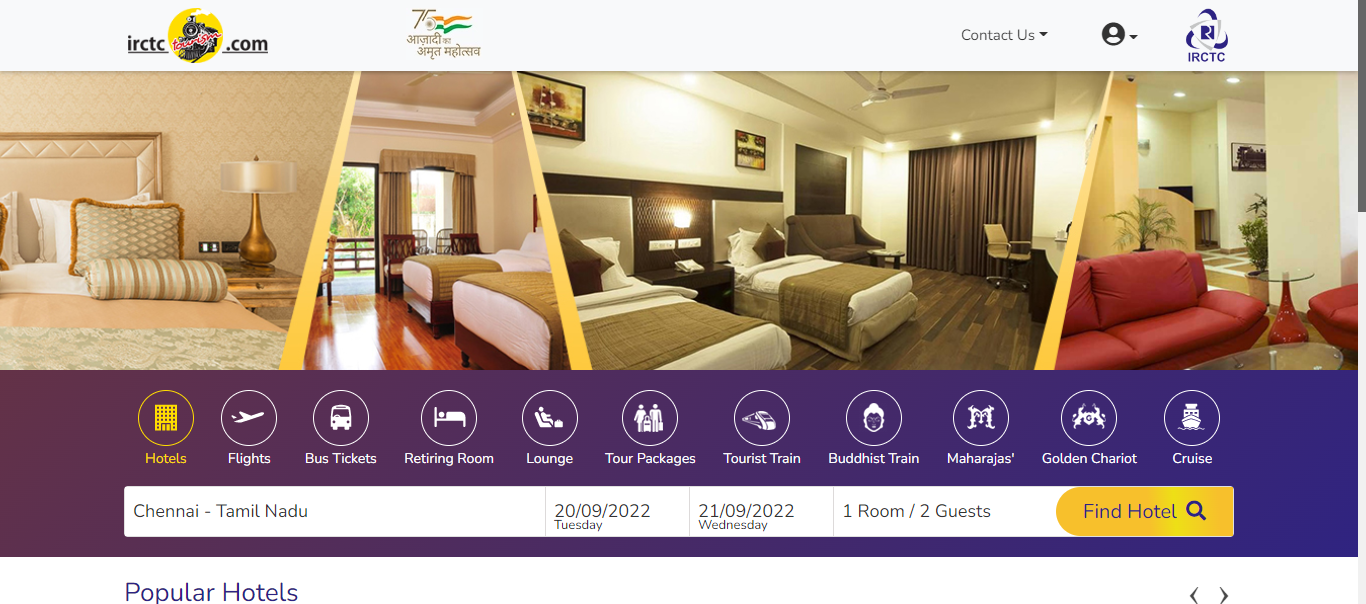 irctc tourism .com
75
आज़ादी का
अमृत महोत्सव
Contact Us
IRCTC
Hotels
Flights
Bus Tickets
Retiring Room
Lounge
Tour Packages
Tourist Train
Buddhist Train
Maharajas'
Golden Chariot
Cruise
Chennai - Tamil Nadu
20/09/2022
Tuesday
21/09/2022
Wednesday
1 Room / 2 Guests
Find Hotel
Popular Hotels